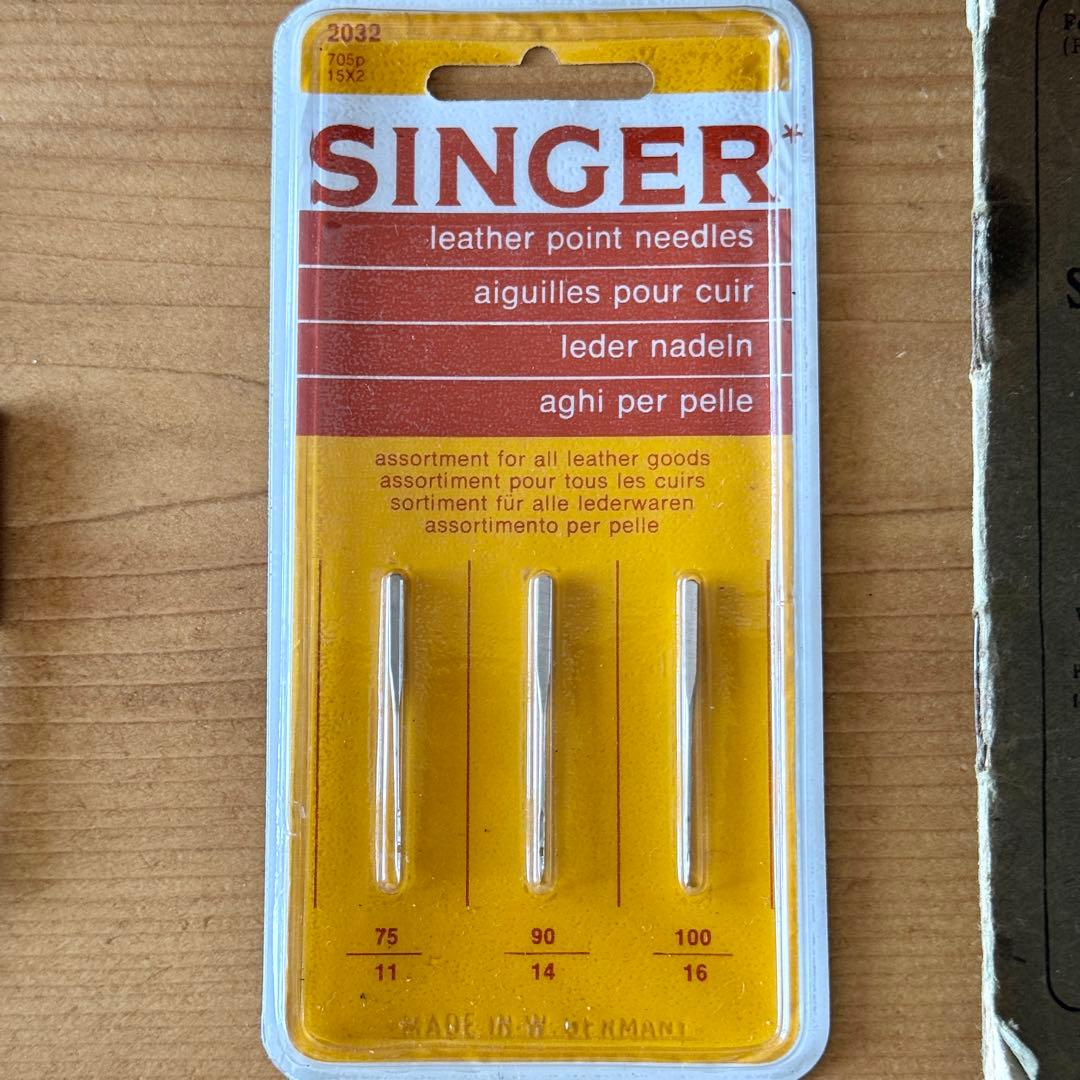 2032
705p
15X2
SINGER*
leather point needles
aiguilles pour cuir
leder nadeln
aghi per pelle
assortment for all leather goods
assortiment pour tous les cuirs
sortiment für alle lederwaren
assortimento per pelle
75
11
90
14
100
16
MADE IN W. GERMANY